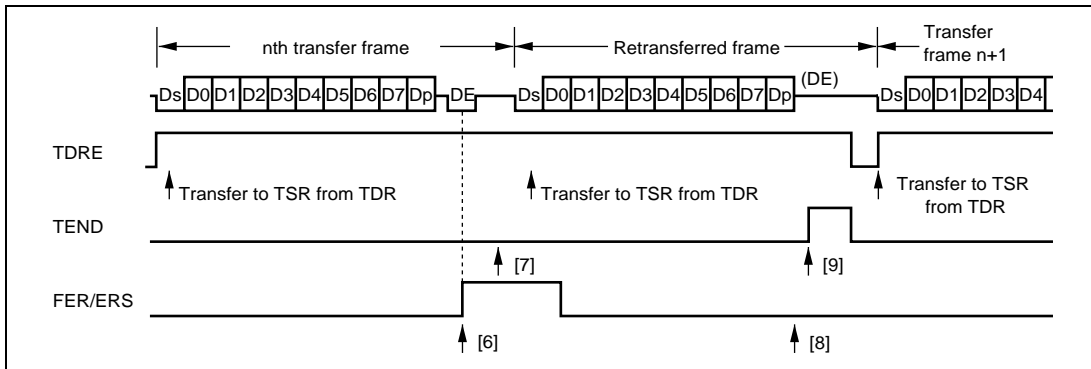 nth transfer frame
Retransferred frame
Transfer
frame n+1
Ds D0 D1 D2 D3 D4 D5 D6 D7 Dp DE
Ds D0 D1 D2 D3 D4 D5 D6 D7 Dp (DE)
Ds D0 D1 D2 D3 D4
TDRE
Transfer to TSR from TDR
Transfer to TSR from TDR
Transfer to TSR
from TDR
TEND
[7]
[9]
FER/ERS
[6]
[8]